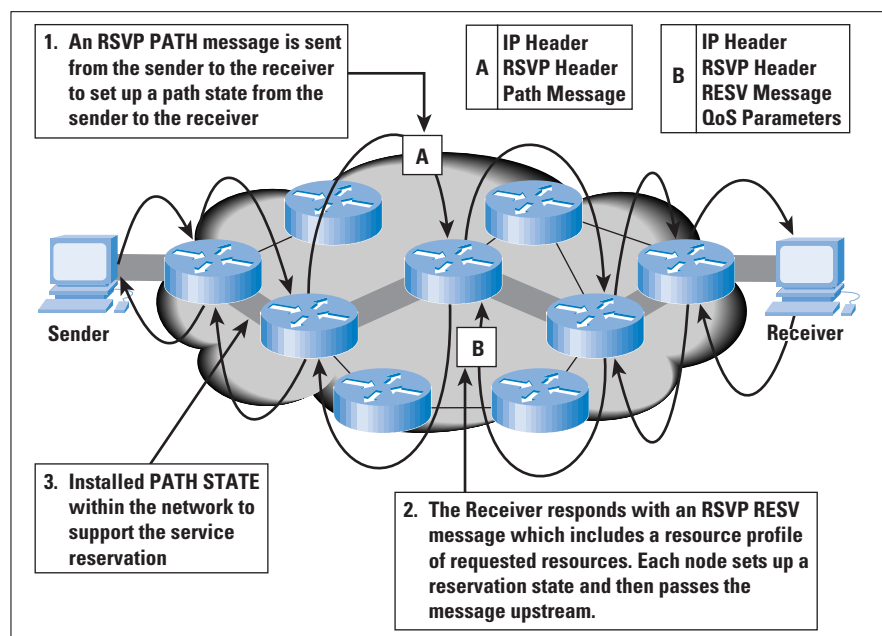 1. An RSVP PATH message is sent
from the sender to the receiver
to set up a path state from the
sender to the receiver
A
IP Header
RSVP Header
Path Message
B
IP Header
RSVP Header
RESV Message
QoS Parameters
A
Sender
Receiver
B
3. Installed PATH STATE
within the network to
support the service
reservation
2. The Receiver responds with an RSVP RESV
message which includes a resource profile
of requested resources. Each node sets up a
reservation state and then passes the
message upstream.